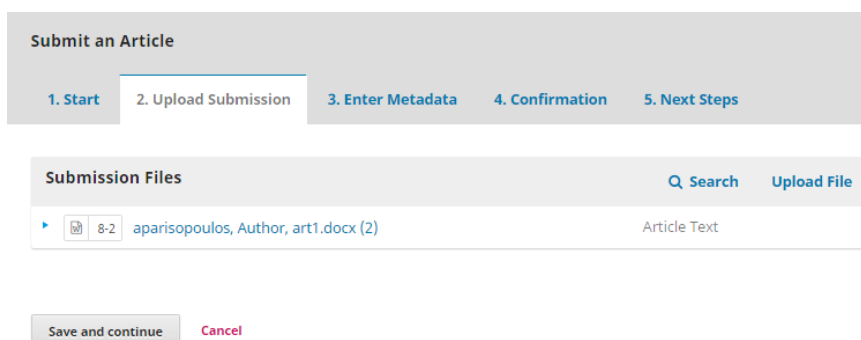 Submit an Article
1. Start 2. Upload Submission 3. Enter Metadata 4. Confirmation 5. Next Steps
Submission Files Search Upload File
8-2 aparisopoulos, Author, art1.docx (2) Article Text
Save and continue Cancel